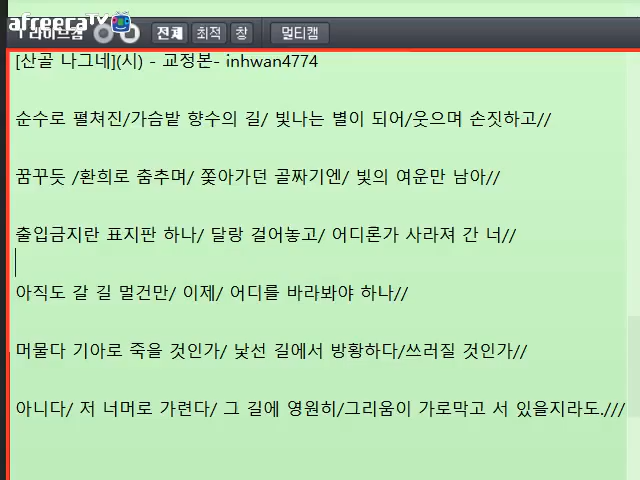 afreecaTV
라이브캠 전체 최적 창 멀티캠
[산골 나그네](시) - 교정본- inhwan4774
순수로 펼쳐진/가슴밭 향수의 길/ 빛나는 별이 되어/웃으며 손짓하고//
꿈꾸듯 /환희로 춤추며/ 쫓아가던 골짜기엔/ 빛의 여운만 남아//
출입금지란 표지판 하나/ 달랑 걸어놓고/ 어디론가 사라져 간 너//
아직도 갈 길 멀건만/ 이제/ 어디를 바라봐야 하나//
머물다 기아로 죽을 것인가/ 낯선 길에서 방황하다/쓰러질 것인가//
아니다/ 저 너머로 가련다/ 그 길에 영원히/그리움이 가로막고 서 있을지라도.///